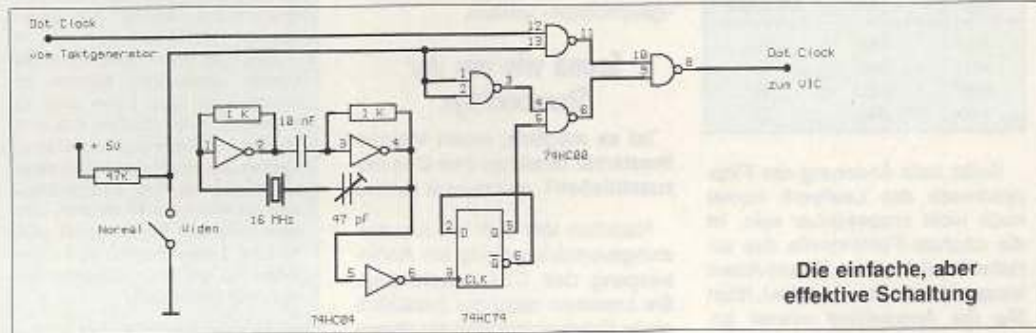 Dot Clock
vom Taktgenerator
12
13
11
1
2
3
10
9
8
Dot Clock
zum VIC
4
5
6
74HC00
+ 5V
47K
1 K
10 nF
1 K
1
2
3
4
16 MHz
47 pF
Normal
Video
5
6
74HC04
2
D
Q
5
Q
6
3
CLK
74HC74
Die einfache, aber
effektive Schaltung